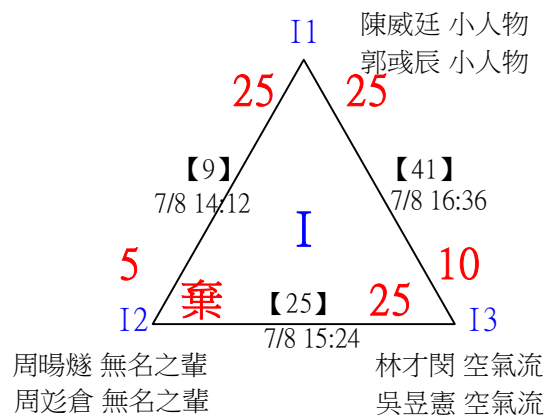 I1
陳威廷 小人物
郭彧辰 小人物
25
25
【9】
7/8 14:12
【41】
7/8 16:36
I
5
10
棄
【25】
25
I2
I3
7/8 15:24
周暘燧 無名之輩
周彣倉 無名之輩
林才閔 空氣流
吳昱憲 空氣流